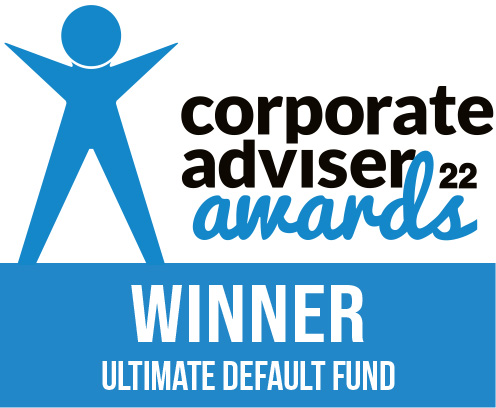 corporate
adviser 22
awards
WINNER
ULTIMATE DEFAULT FUND